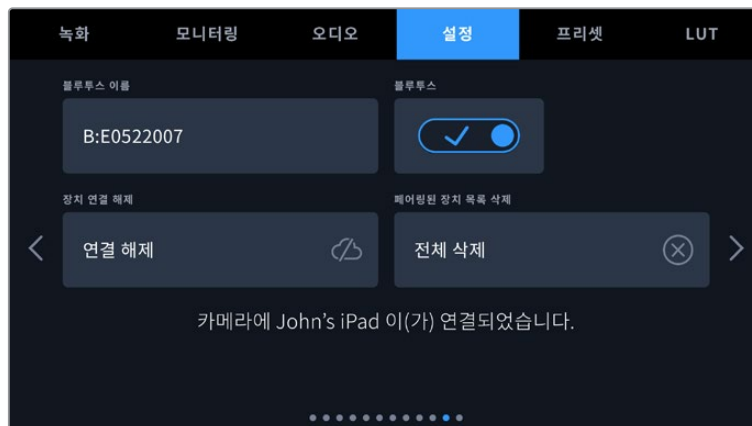 녹화 모니터링 오디오 설정 프리셋 LUT
블루투스 이름 블루투스
B:E0522007
장치 연결 해제 페어링된 장치 목록 삭제
연결 해제 전체 삭제
카메라에 John’s iPad 이(가) 연결되었습니다.